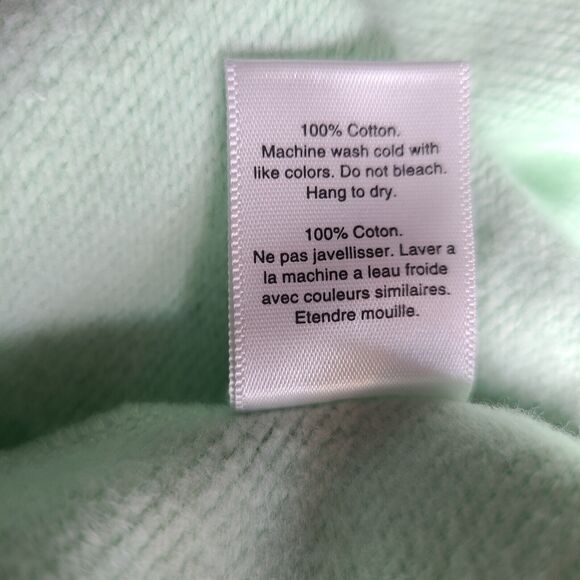 100% Cotton.
Machine wash cold with
like colors. Do not bleach.
Hang to dry.
100% Coton.
Ne pas javellisser. Laver a
la machine a leau froide
avec couleurs similaires.
Etendre mouille.